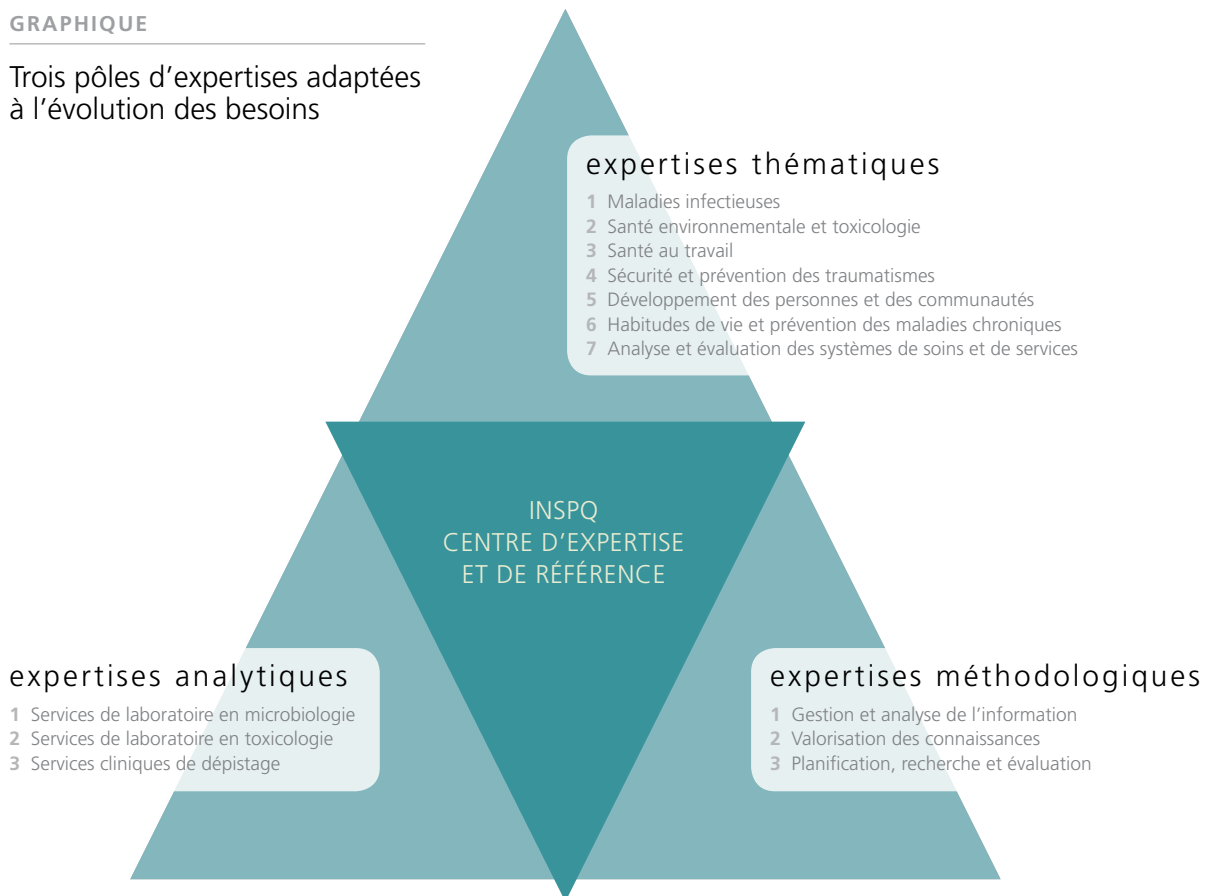 GRAPHIQUE
Trois pôles d’expertises adaptées
à l’évolution des besoins
expertises thématiques
1 Maladies infectieuses
2 Santé environnementale et toxicologie
3 Santé au travail
4 Sécurité et prévention des traumatismes
5 Développement des personnes et des communautés
6 Habitudes de vie et prévention des maladies chroniques
7 Analyse et évaluation des systèmes de soins et de services
INSPQ
CENTRE D’EXPERTISE
ET DE RÉFÉRENCE
expertises analytiques
1 Services de laboratoire en microbiologie
2 Services de laboratoire en toxicologie
3 Services cliniques de dépistage
expertises méthodologiques
1 Gestion et analyse de l’information
2 Valorisation des connaissances
3 Planification, recherche et évaluation